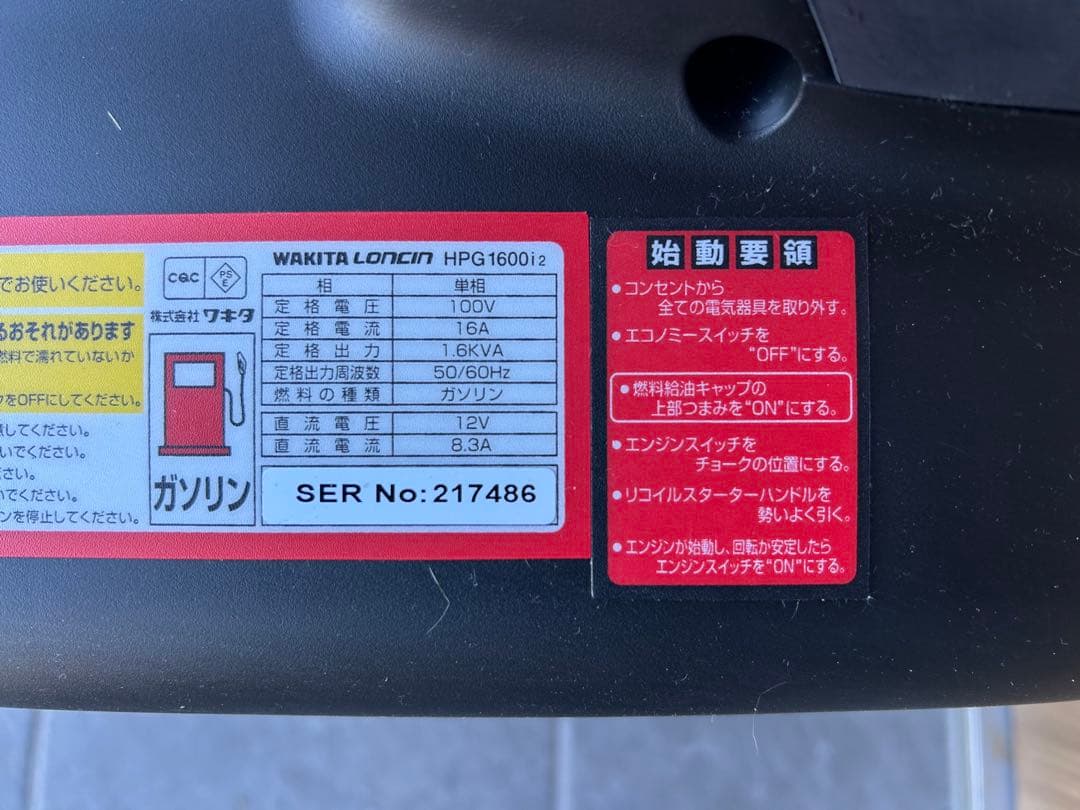 でお使いください。
るおそれがあります
燃料で濡れていないか
クをOFFにしてください。
意してください。
いでください。
ださい。
いでください。
ンを停止してください。
CQC
PS
E
株式会社 ワキタ
ガソリン
WAKITA LONCIN HPG1600i2
相 単相
定格電圧 100V
定格電流 16A
定格出力 1.6KVA
定格出力周波数 50/60Hz
燃料の種類 ガソリン
直流電圧 12V
直流電流 8.3A
SER No:217486
始動要領
●コンセントから
全ての電気器具を取り外す。
●エコノミースイッチを
“OFF”にする。
●燃料給油キャップの
上部つまみを“ON”にする。
●エンジンスイッチを
チョークの位置にする。
●リコイルスターターハンドルを
勢いよく引く。
●エンジンが始動し、回転が安定したら
エンジンスイッチを“ON”にする。